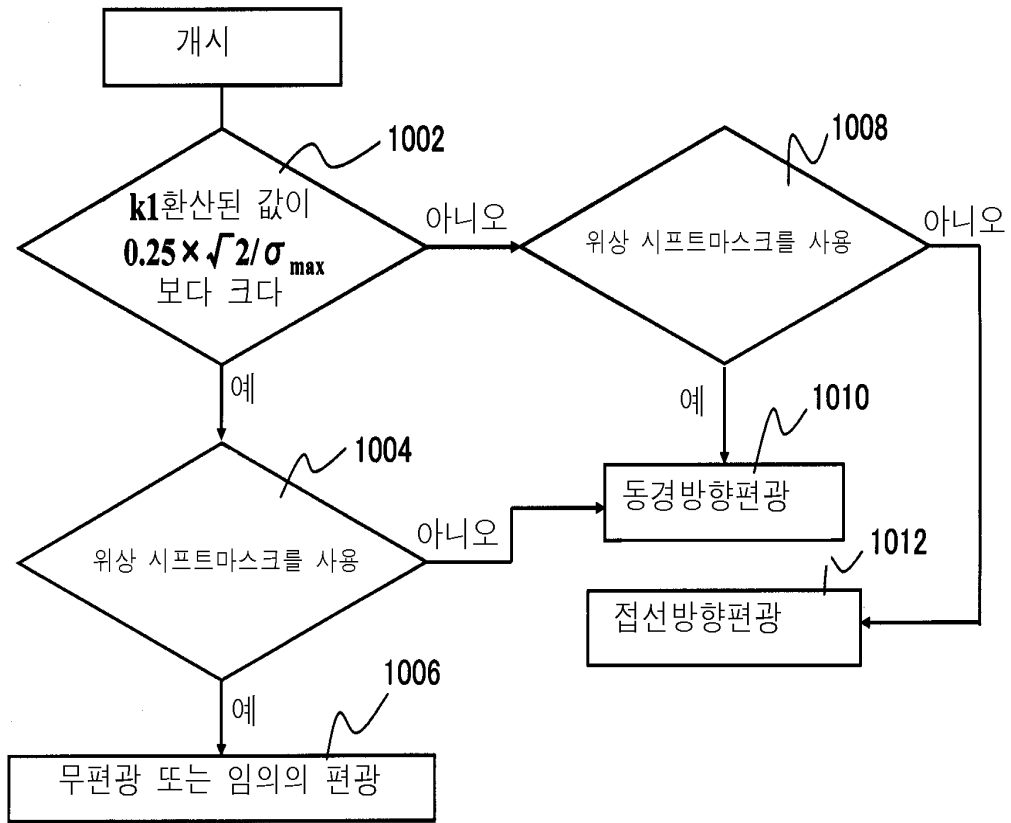 개시
1002
k1환산된 값이
0.25×√2/σmax
보다 크다
아니오
1008
위상 시프트마스크를 사용
아니오
예
예
1010
동경방향편광
1004
위상 시프트마스크를 사용
아니오
1012
접선방향편광
예
1006
무편광 또는 임의의 편광